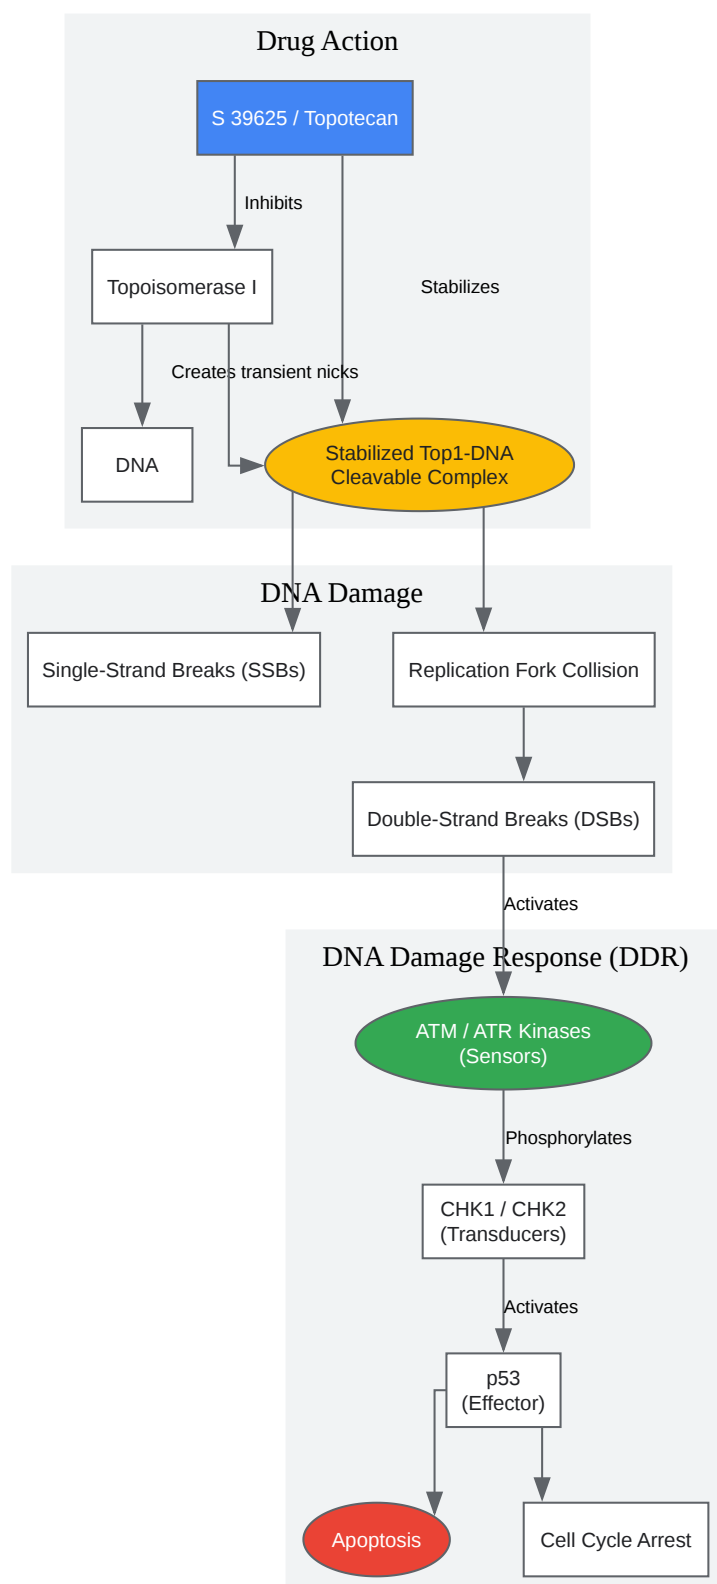 Drug Action
S 39625 / Topotecan
Inhibits
Topoisomerase I
Stabilizes
Creates transient nicks
DNA
Stabilized Top1-DNA
Cleavable Complex
DNA Damage
Single-Strand Breaks (SSBs)
Replication Fork Collision
Double-Strand Breaks (DSBs)
Activates
DNA Damage Response (DDR)
ATM / ATR Kinases
(Sensors)
Phosphorylates
CHK1 / CHK2
(Transducers)
Activates
p53
(Effector)
Apoptosis
Cell Cycle Arrest